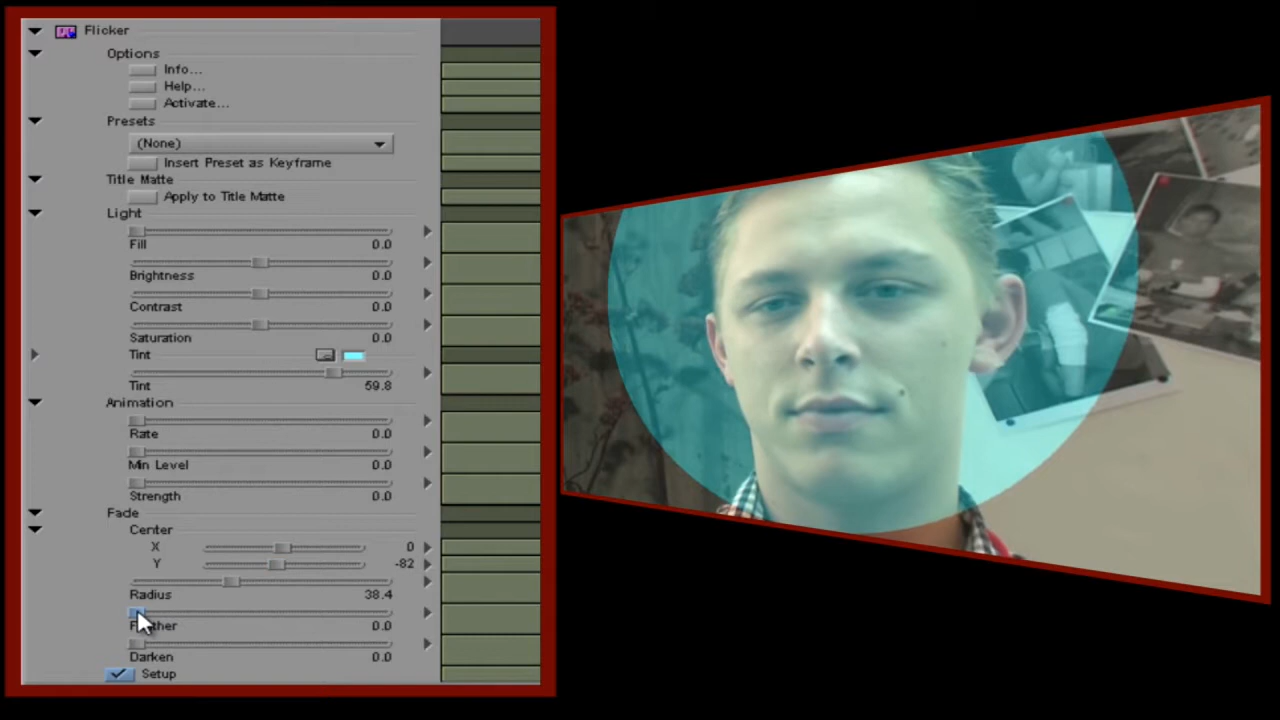 Flicker
Options
Info...
Help...
Activate...
Presets
(None)
Insert Preset as Keyframe
Title Matte
Apply to Title Matte
Light
Fill 0.0
Brightness 0.0
Contrast 0.0
Saturation 0.0
Tint
Tint 59.8
Animation
Rate 0.0
Min Level 0.0
Strength 0.0
Fade
Center
X 0
Y -82
Radius 38.4
0.0
Darken 0.0
Setup